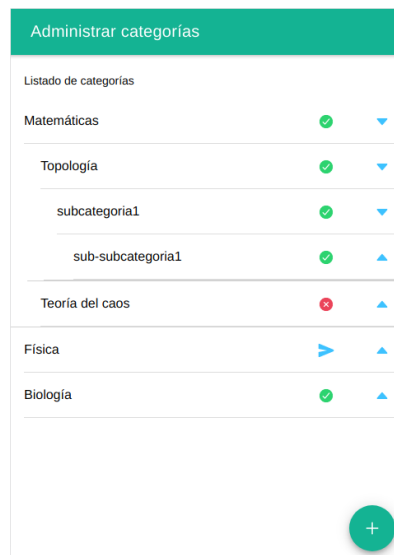 Administrar categorías
Listado de categorías
Matemáticas
Topología
subcategoria1
sub-subcategoria1
Teoría del caos
Física
Biología